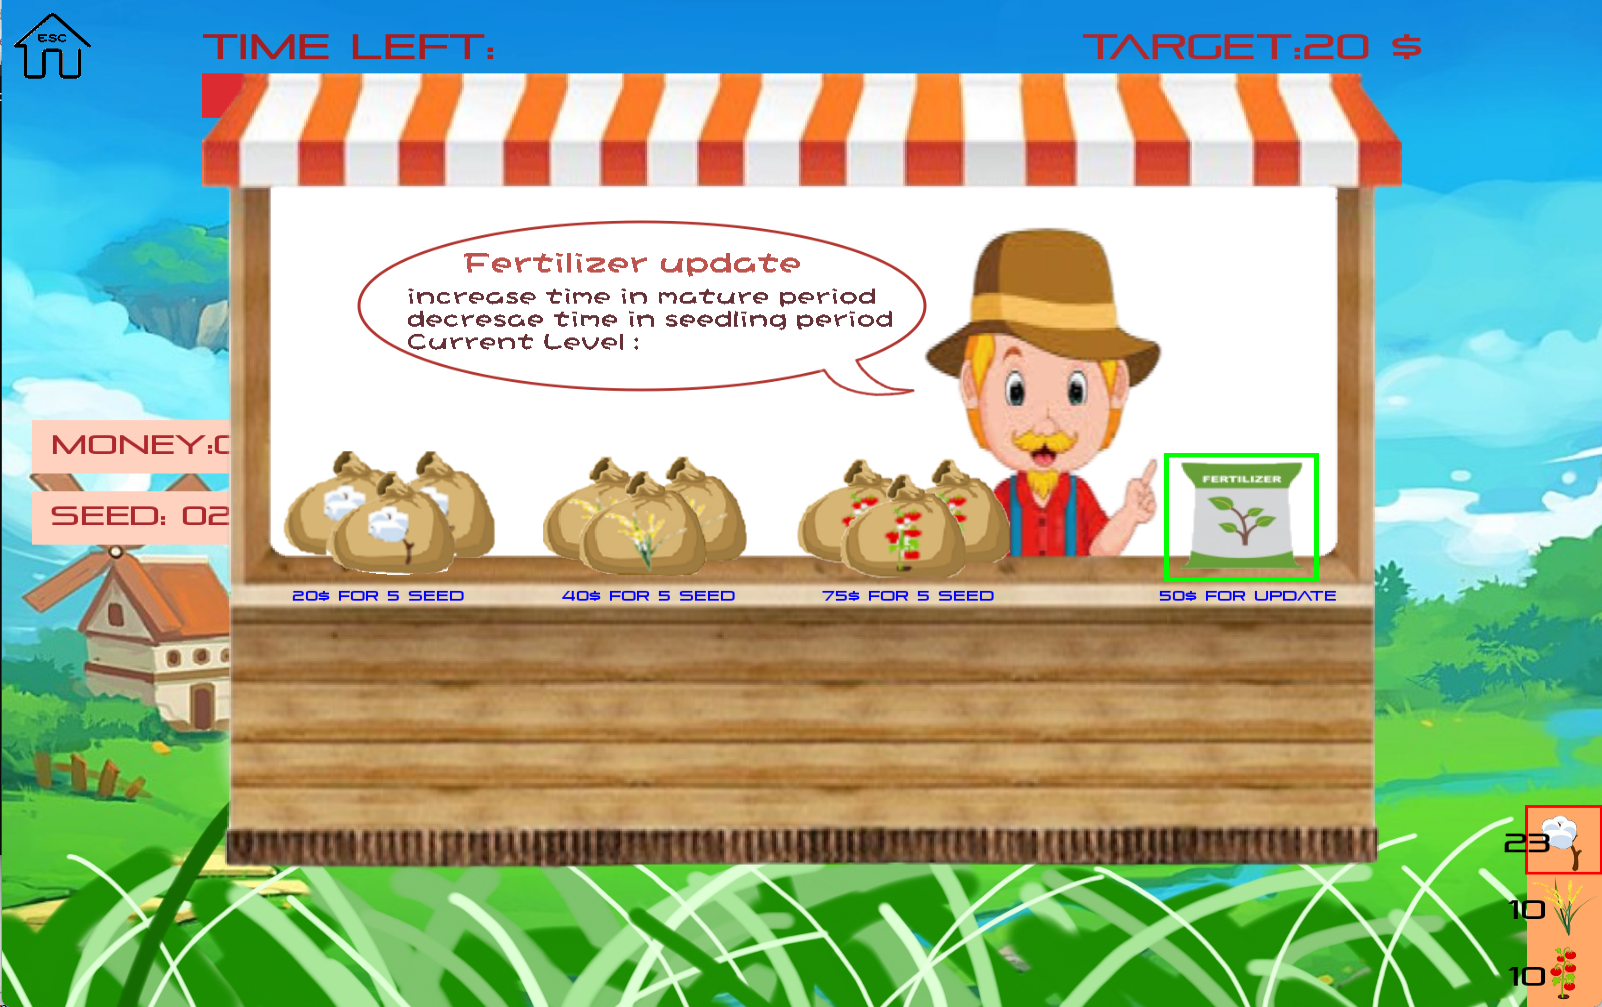 ESC
TIME LEFT:
TARGET:20 $
Fertilizer update
increase time in mature period
decresae time in seedling period
Current Level :
MONEY:0
SEED: 02
FERTILIZER
20$ FOR 5 SEED
40$ FOR 5 SEED
75$ FOR 5 SEED
50$ FOR UPDATE
23
10
10